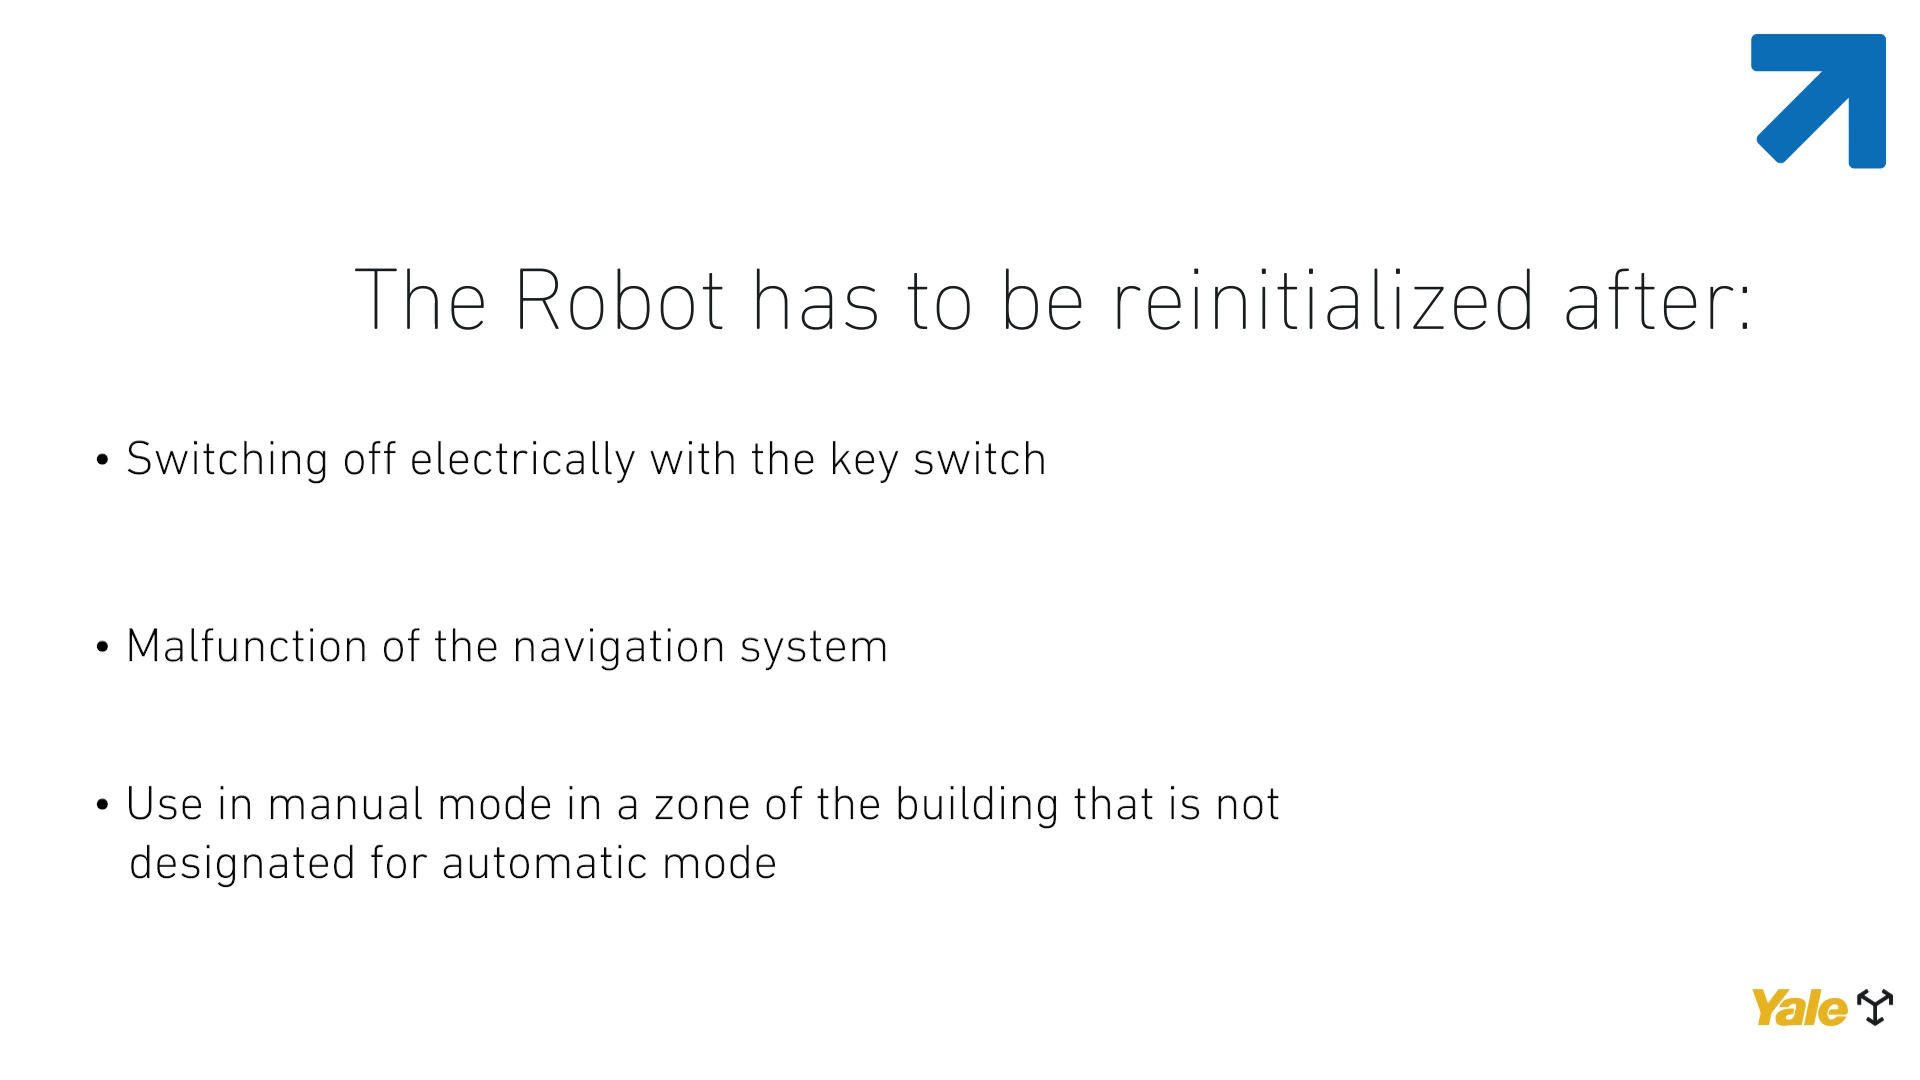 The Robot has to be reinitialized after:
• Switching off electrically with the key switch
• Malfunction of the navigation system
• Use in manual mode in a zone of the building that is not
designated for automatic mode
Yale